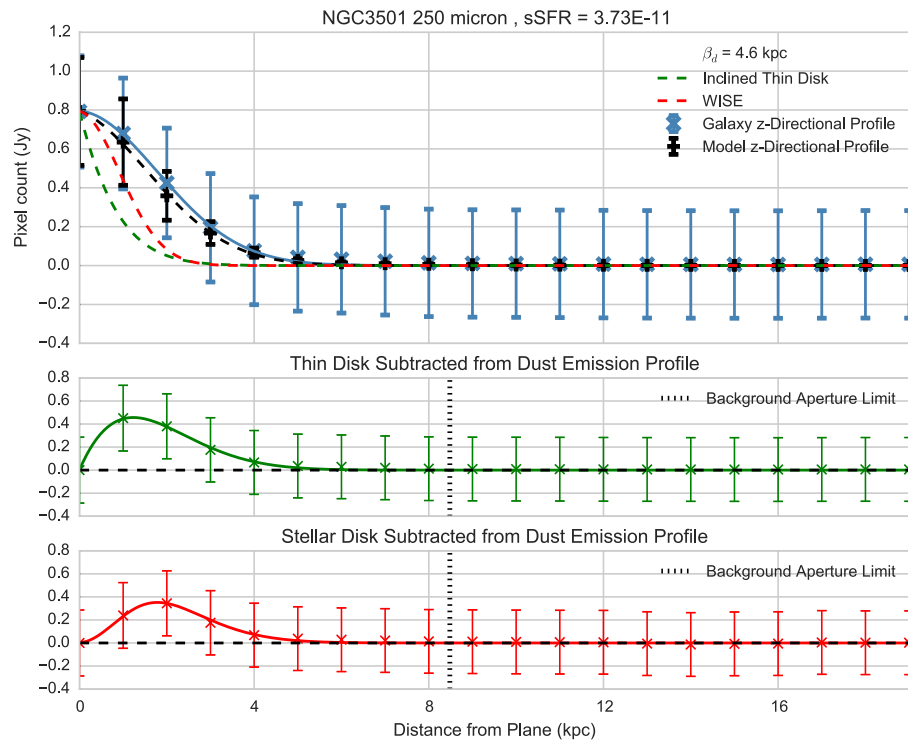 NGC3501 250 micron , sSFR = 3.73E-11
1.2
1.0
0.8
0.6
0.4
0.2
0.0
−0.2
−0.4
Pixel count (Jy)
β_d = 4.6 kpc
Inclined Thin Disk
WISE
Galaxy z-Directional Profile
Model z-Directional Profile
Thin Disk Subtracted from Dust Emission Profile
0.8
0.6
0.4
0.2
0.0
−0.2
−0.4
Background Aperture Limit
Stellar Disk Subtracted from Dust Emission Profile
0.8
0.6
0.4
0.2
0.0
−0.2
−0.4
Background Aperture Limit
0 4 8 12 16
Distance from Plane (kpc)